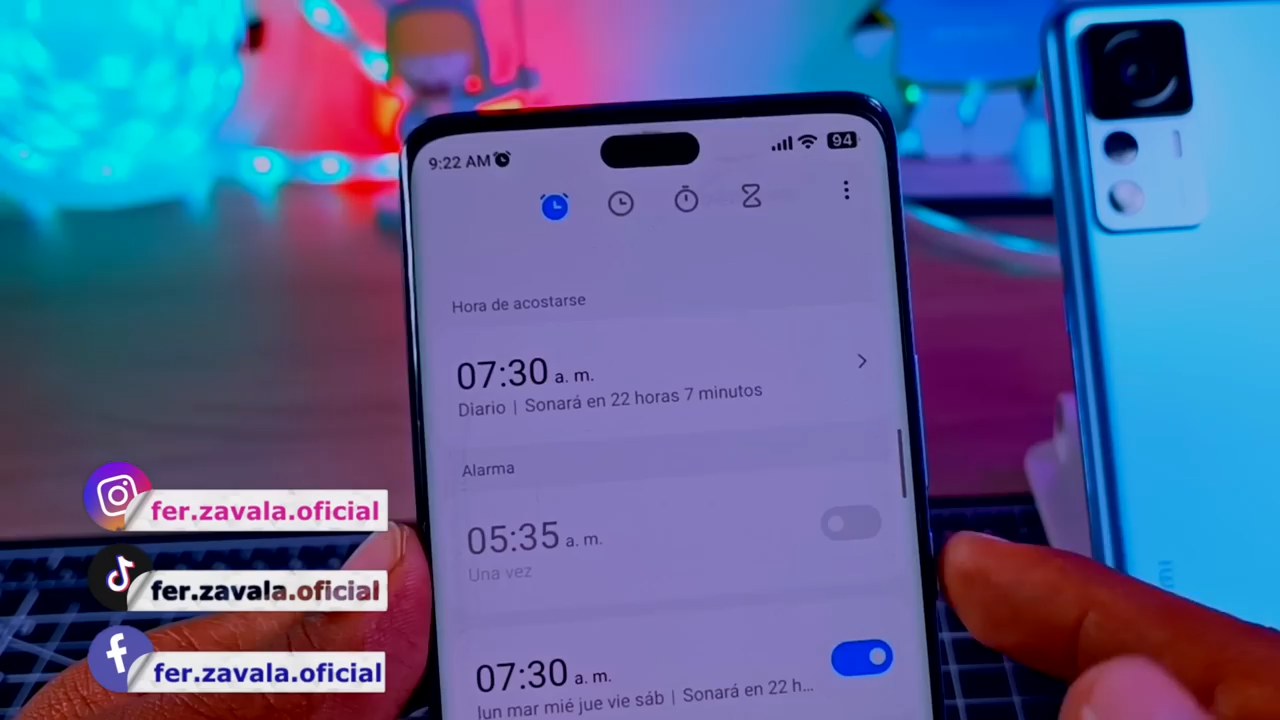 9:22 AM
94
Hora de acostarse
07:30 a. m.
Diario | Sonará en 22 horas 7 minutos
Alarma
05:35 a. m.
Una vez
07:30 a. m.
lun mar mié jue vie sáb | Sonará en 22 h...
fer.zavala.oficial
fer.zavala.oficial
fer.zavala.oficial
mi